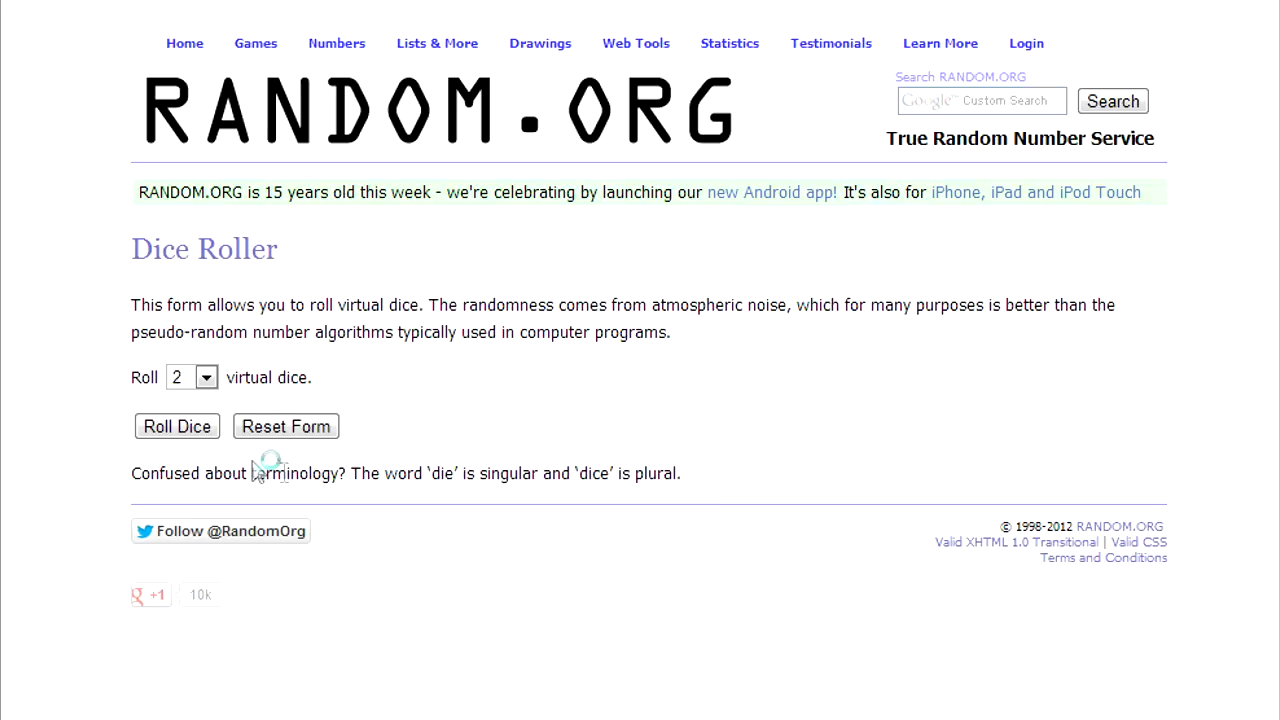 Home Games Numbers Lists & More Drawings Web Tools Statistics Testimonials Learn More Login
RANDOM.ORG
Search RANDOM.ORG
Google™ Custom Search Search
True Random Number Service
RANDOM.ORG is 15 years old this week - we're celebrating by launching our new Android app! It's also for iPhone, iPad and iPod Touch
Dice Roller
This form allows you to roll virtual dice. The randomness comes from atmospheric noise, which for many purposes is better than the
pseudo-random number algorithms typically used in computer programs.
Roll 2 virtual dice.
Roll Dice Reset Form
Confused about terminology? The word ‘die’ is singular and ‘dice’ is plural.
Follow @RandomOrg
© 1998-2012 RANDOM.ORG
Valid XHTML 1.0 Transitional | Valid CSS
Terms and Conditions
g +1 10k